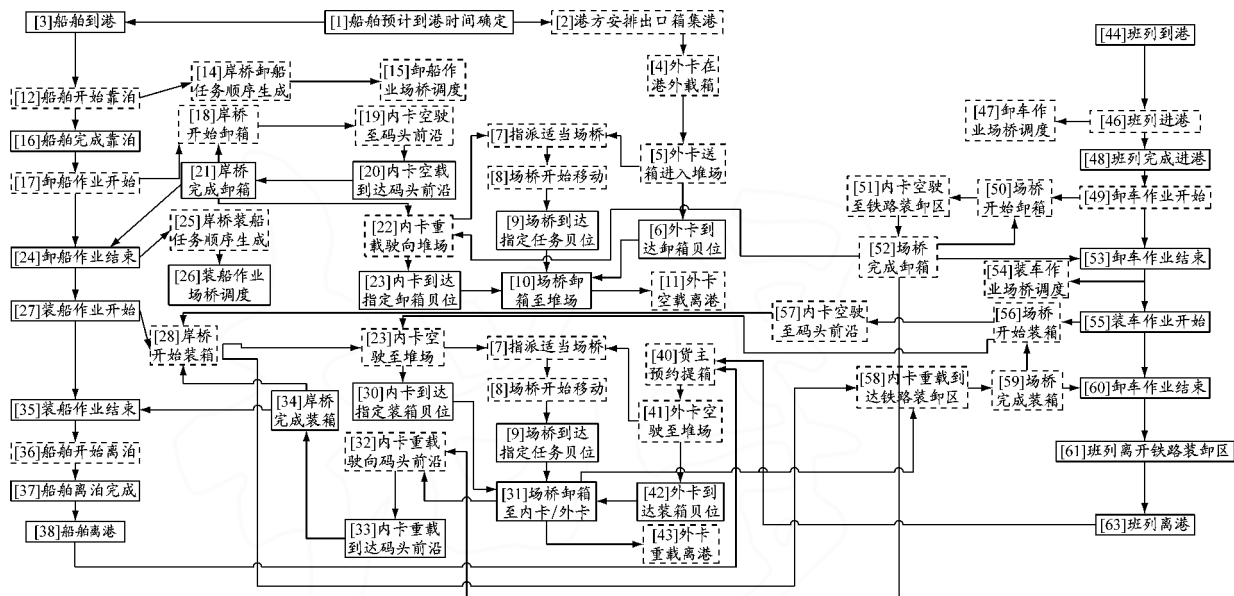 [3]船舶到港
[1]船舶预计到港时间确定
[2]港方安排出口箱集港
[44]班列到港
[4]外卡在
港外载箱
[14]岸桥卸船
任务顺序生成
[15]卸船作
业场桥调度
[12]船舶开始靠泊
[18]岸桥
开始卸箱
[19]内卡空驶
至码头前沿
[7]指派适当场桥
[47]卸车作
业场桥调度
[46]班列进港
[16]船舶完成靠泊
[5]外卡送
箱进入堆场
[48]班列完成进港
[17]卸船作业开始
[21]岸桥
完成卸箱
[20]内卡空载
到达码头前沿
[8]场桥开始移动
[51]内卡空驶
至铁路装卸区
[50]场桥
开始卸箱
[49]卸车作业开始
[25]岸桥装船
任务顺序生成
[22]内卡重
载驶向堆场
[9]场桥到达
指定任务贝位
[6]外卡到
达卸箱贝位
[52]场桥
完成卸箱
[24]卸船作业结束
[53]卸车作业结束
[26]装船作业
场桥调度
[23]内卡到达
指定卸箱贝位
[10]场桥卸
箱至堆场
[11]外卡
空载离港
[54]装车作
业场桥调度
[27]装船作业开始
[57]内卡空驶
至码头前沿
[56]场桥
开始装箱
[55]装车作业开始
[28]岸桥
开始装箱
[23]内卡空
驶至堆场
[7]指派适当场桥
[40]货主
预约提箱
[8]场桥开始移动
[58]内卡重载到
达铁路装卸区
[59]场桥
完成装箱
[60]卸车作业结束
[30]内卡到达
指定装箱贝位
[34]岸桥
完成装箱
[35]装船作业结束
[41]外卡空
驶至堆场
[9]场桥到达
指定任务贝位
[32]内卡重载
驶向码头前沿
[36]船舶开始离泊
[61]班列离开铁路装卸区
[37]船舶离泊完成
[31]场桥卸箱
至内卡/外卡
[42]外卡到
达装箱贝位
[38]船舶离港
[33]内卡重载
到达码头前沿
[43]外卡
重载离港
[63]班列离港